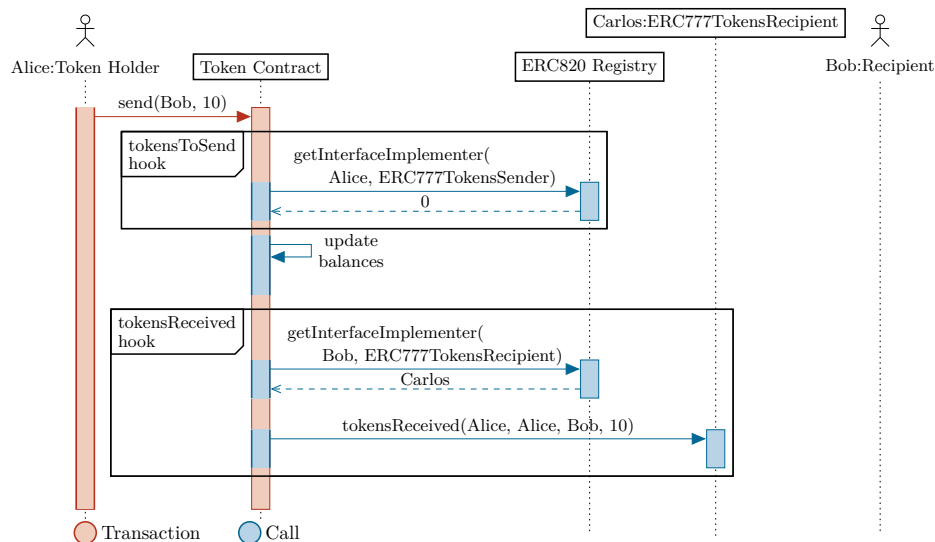 Carlos:ERC777TokensRecipient
Alice:Token Holder
Token Contract
ERC820 Registry
Bob:Recipient
send(Bob, 10)
tokensToSend
hook
getInterfaceImplementer(
Alice, ERC777TokensSender)
0
update
balances
tokensReceived
hook
getInterfaceImplementer(
Bob, ERC777TokensRecipient)
Carlos
tokensReceived(Alice, Alice, Bob, 10)
Transaction
Call